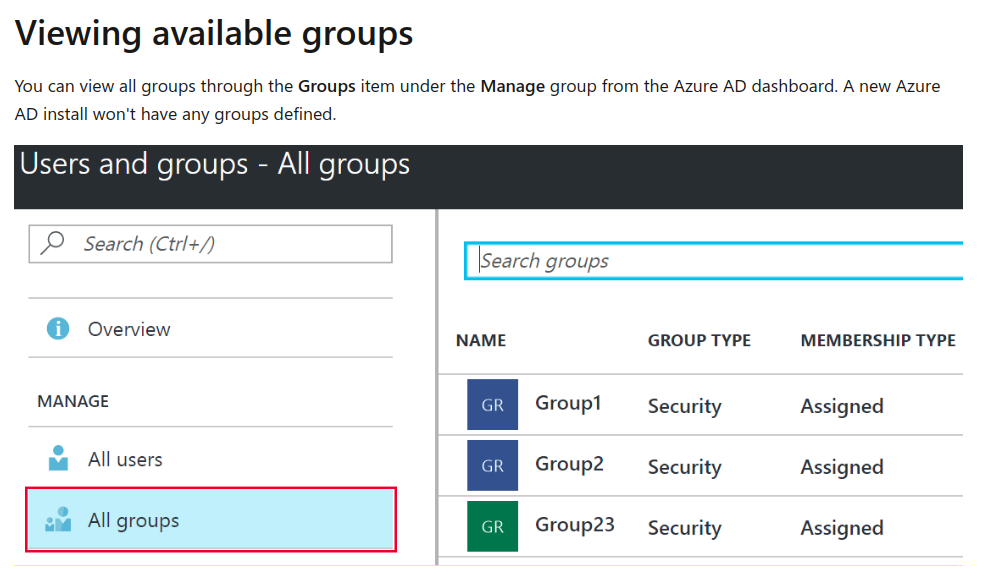 Viewing available groups
You can view all groups through the Groups item under the Manage group from the Azure AD dashboard. A new Azure
AD install won't have any groups defined.
Users and groups - All groups
Search (Ctrl+/)
Overview
MANAGE
All users
All groups
Search groups
NAME GROUP TYPE MEMBERSHIP TYPE
GR Group1 Security Assigned
GR Group2 Security Assigned
GR Group23 Security Assigned